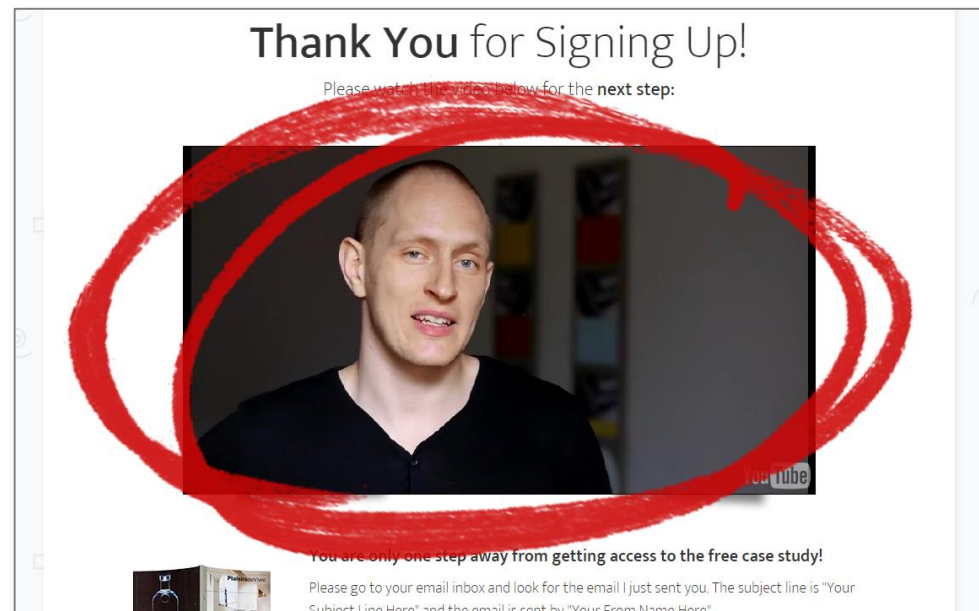 Thank You for Signing Up!
Please watch the video below for the next step:
YouTube
You are only one step away from getting access to the free case study!
Please go to your email inbox and look for the email I just sent you. The subject line is "Your
Subject Line Here" and the email is sent by "Your From Name Here"